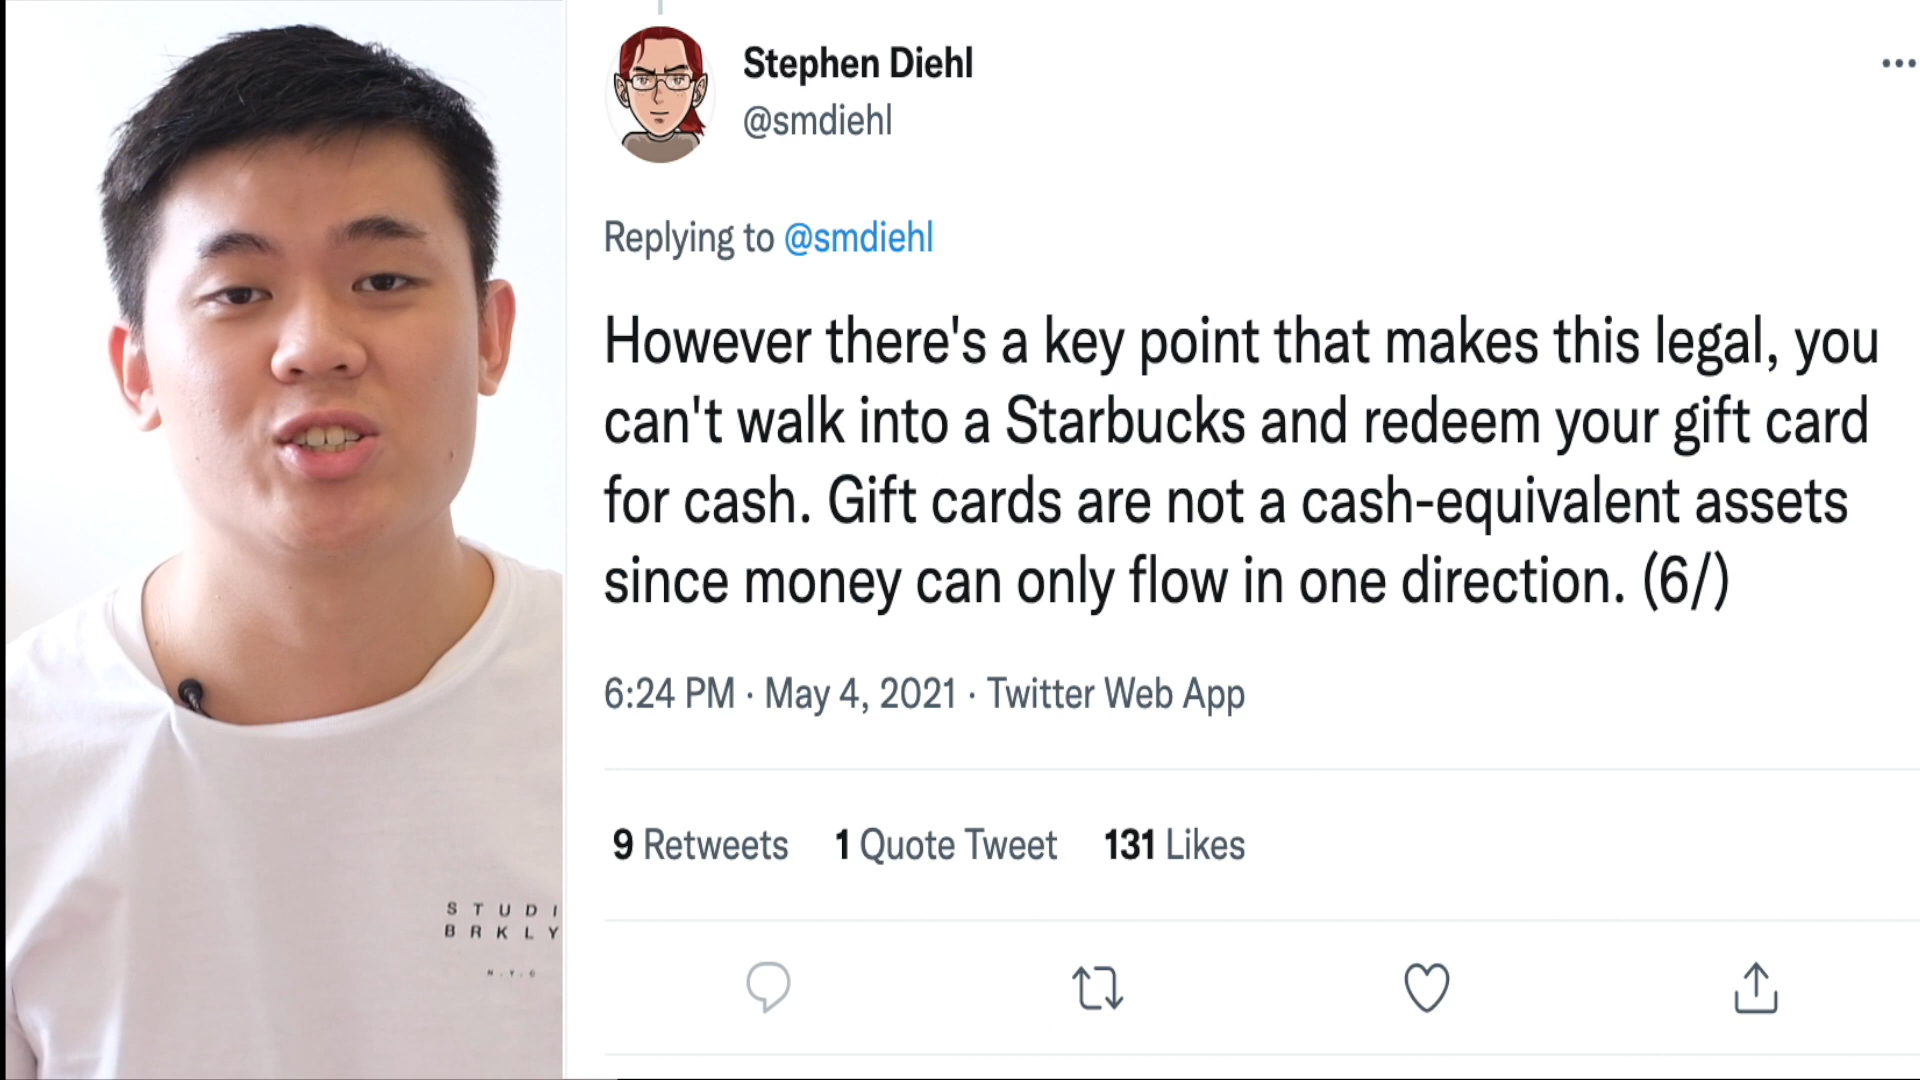 Stephen Diehl
@smdiehl
Replying to @smdiehl
However there's a key point that makes this legal, you
can't walk into a Starbucks and redeem your gift card
for cash. Gift cards are not a cash-equivalent assets
since money can only flow in one direction. (6/)
6:24 PM · May 4, 2021 · Twitter Web App
9 Retweets 1 Quote Tweet 131 Likes
STUDI
BRKLY
N.Y.C